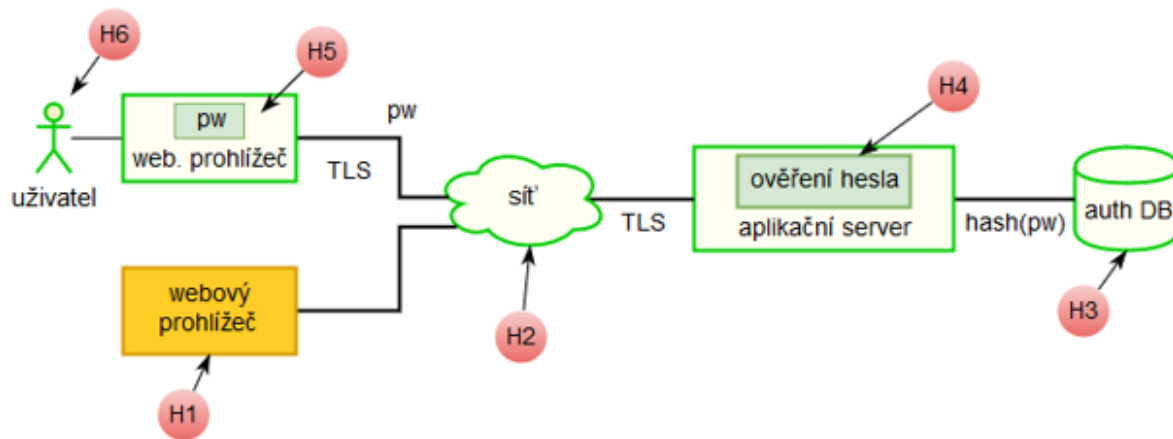 H6
H5
H4
pw
web. prohlížeč
pw
TLS
uživatel
síť
TLS
ověření hesla
aplikační server
hash(pw)
auth DB
webový
prohlížeč
H2
H3
H1